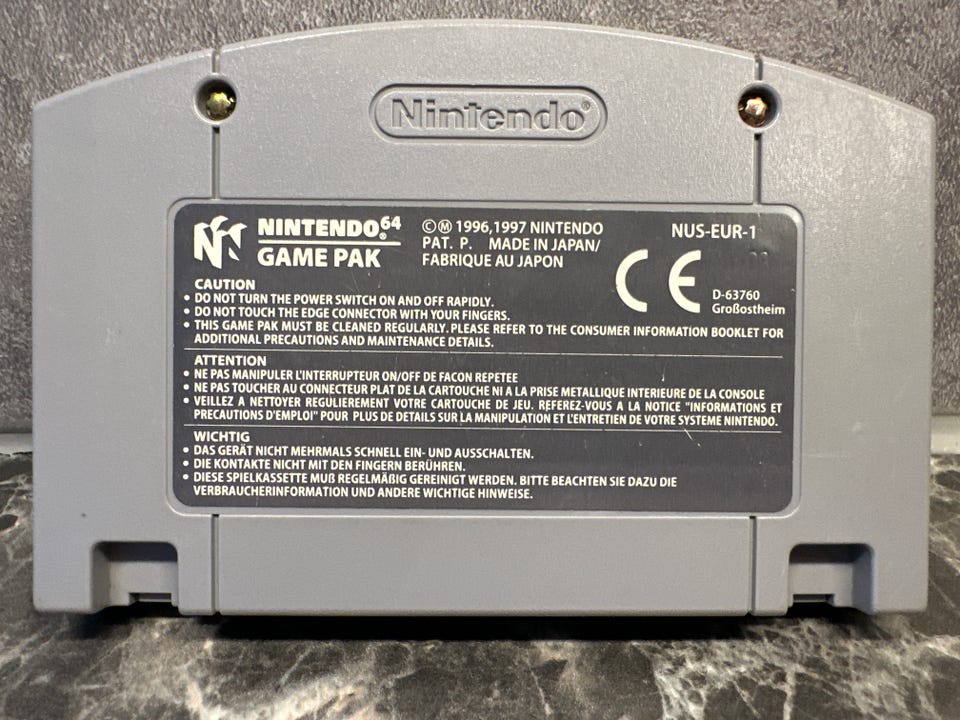 Nintendo®
NINTENDO®64
GAME PAK
©Ⓜ 1996,1997 NINTENDO
PAT. P. MADE IN JAPAN/
FABRIQUE AU JAPON
NUS-EUR-1
CE
D-63760
Großostheim
CAUTION
• DO NOT TURN THE POWER SWITCH ON AND OFF RAPIDLY.
• DO NOT TOUCH THE EDGE CONNECTOR WITH YOUR FINGERS.
• THIS GAME PAK MUST BE CLEANED REGULARLY. PLEASE REFER TO THE CONSUMER INFORMATION BOOKLET FOR
ADDITIONAL PRECAUTIONS AND MAINTENANCE DETAILS.
ATTENTION
• NE PAS MANIPULER L'INTERRUPTEUR ON/OFF DE FACON REPETEE
• NE PAS TOUCHER AU CONNECTEUR PLAT DE LA CARTOUCHE NI A LA PRISE METALLIQUE INTERIEURE DE LA CONSOLE
• VEILLEZ A NETTOYER REGULIEREMENT VOTRE CARTOUCHE DE JEU. REFEREZ-VOUS A LA NOTICE "INFORMATIONS ET
PRECAUTIONS D'EMPLOI" POUR PLUS DE DETAILS SUR LA MANIPULATION ET L'ENTRETIEN DE VOTRE SYSTEME NINTENDO.
WICHTIG
• DAS GERÄT NICHT MEHRMALS SCHNELL EIN- UND AUSSCHALTEN.
• DIE KONTAKTE NICHT MIT DEN FINGERN BERÜHREN.
• DIESE SPIELKASSETTE MUß REGELMÄßIG GEREINIGT WERDEN. BITTE BEACHTEN SIE DAZU DIE
VERBRAUCHERINFORMATION UND ANDERE WICHTIGE HINWEISE.